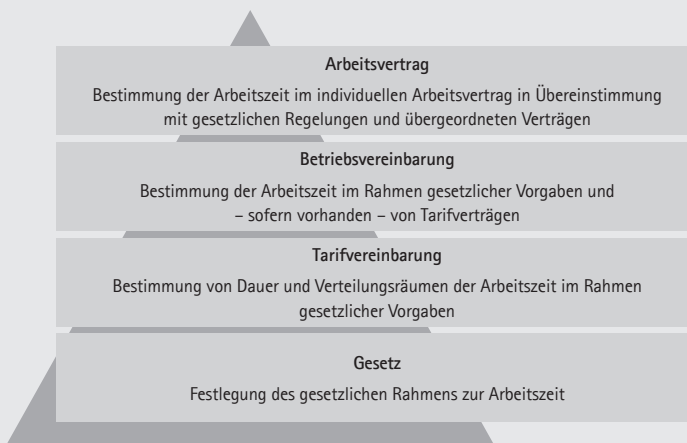 Arbeitsvertrag
Bestimmung der Arbeitszeit im individuellen Arbeitsvertrag in Übereinstimmung
mit gesetzlichen Regelungen und übergeordneten Verträgen
Betriebsvereinbarung
Bestimmung der Arbeitszeit im Rahmen gesetzlicher Vorgaben und
– sofern vorhanden – von Tarifverträgen
Tarifvereinbarung
Bestimmung von Dauer und Verteilungsräumen der Arbeitszeit im Rahmen
gesetzlicher Vorgaben
Gesetz
Festlegung des gesetzlichen Rahmens zur Arbeitszeit